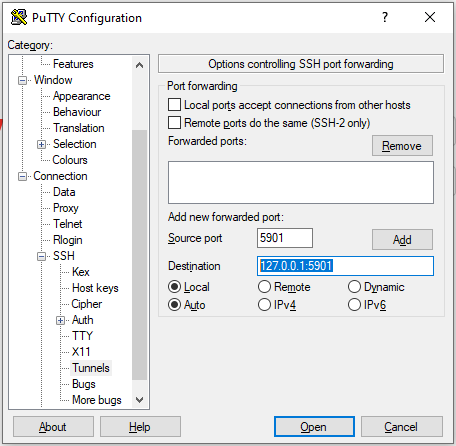 PuTTY Configuration
Category:
Features
Window
Appearance
Behaviour
Translation
Selection
Colours
Connection
Data
Proxy
Telnet
Rlogin
SSH
Kex
Host keys
Cipher
Auth
TTY
X11
Tunnels
Bugs
More bugs
Options controlling SSH port forwarding
Port forwarding
Local ports accept connections from other hosts
Remote ports do the same (SSH-2 only)
Forwarded ports:
Remove
Add new forwarded port:
Source port 5901 Add
Destination 127.0.0.1:5901
Local Remote Dynamic
Auto IPv4 IPv6
About Help Open Cancel